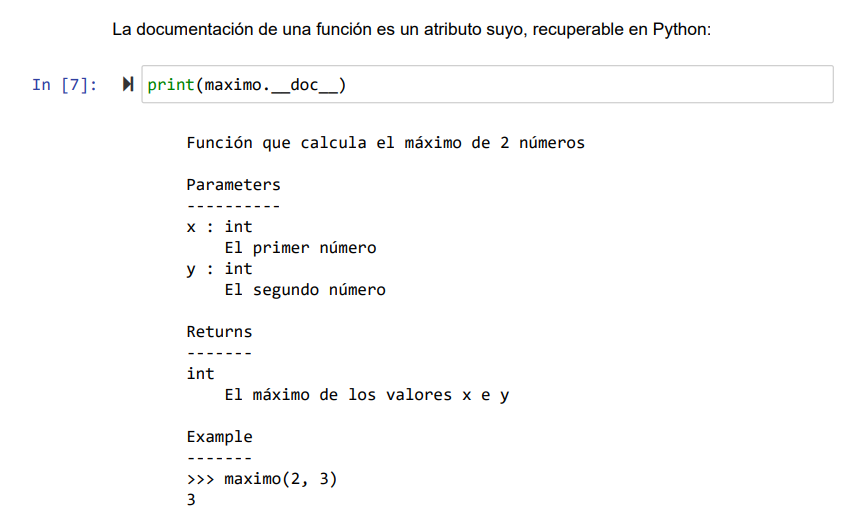 La documentación de una función es un atributo suyo, recuperable en Python:
In [7]: print(maximo.__doc__)
Función que calcula el máximo de 2 números
Parameters
----------
x : int
    El primer número
y : int
    El segundo número
Returns
-------
int
    El máximo de los valores x e y
Example
-------
>>> maximo(2, 3)
3